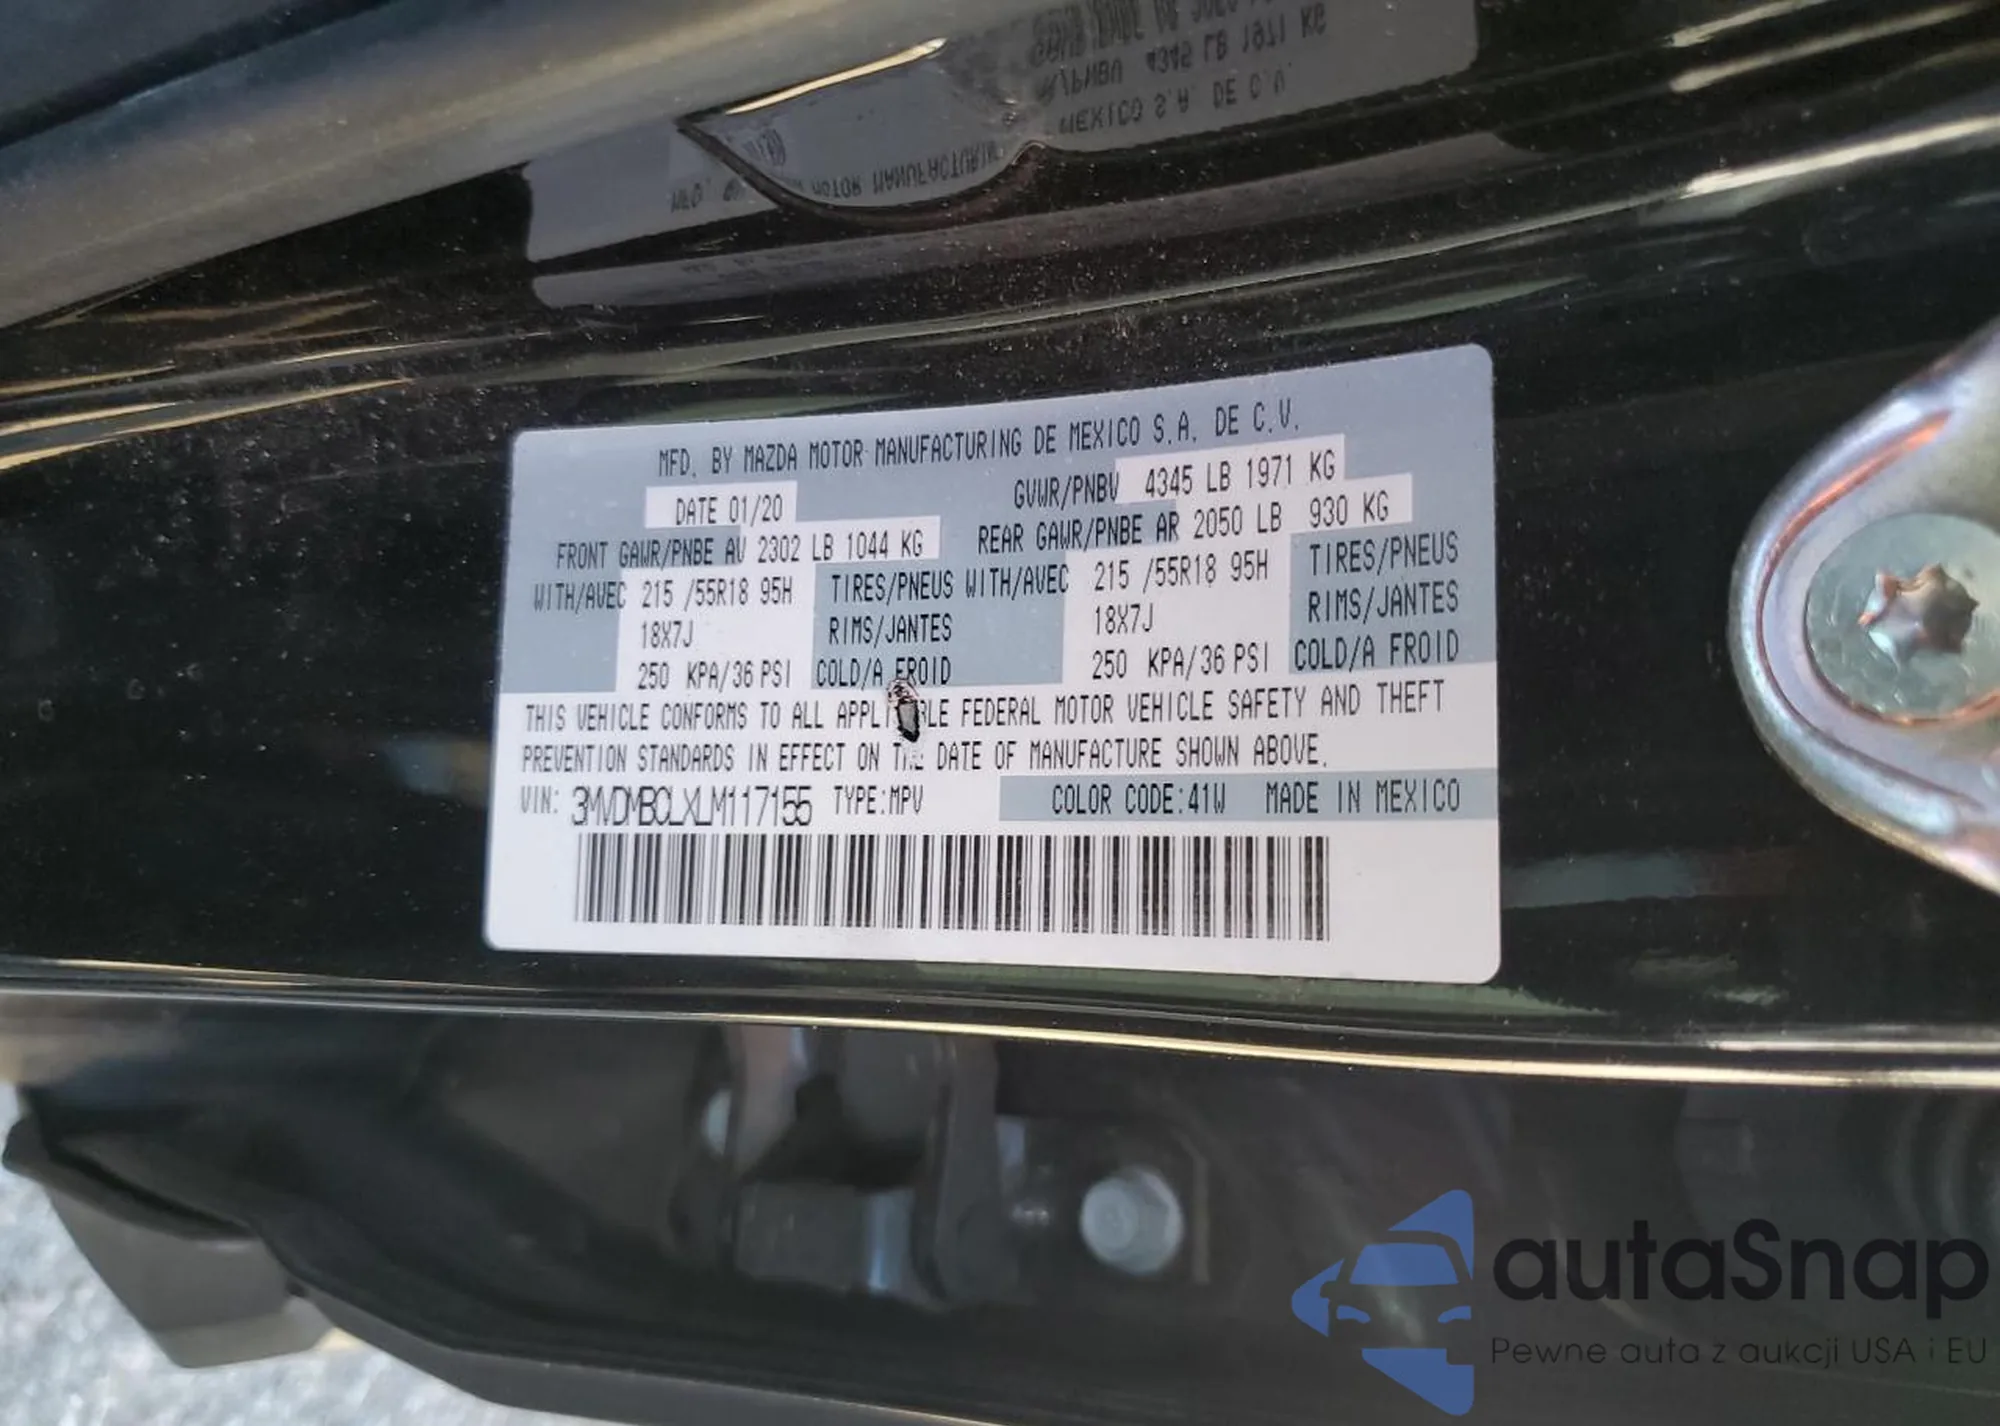 MEXICO S.A. DE C.V.
MFD. BY MAZDA MOTOR MANUFACTURING DE MEXICO S.A. DE C.V.
DATE 01/20 GVWR/PNBV 4345 LB 1971 KG
FRONT GAWR/PNBE AV 2302 LB 1044 KG REAR GAWR/PNBE AR 2050 LB 930 KG
WITH/AVEC 215 /55R18 95H TIRES/PNEUS WITH/AVEC 215 /55R18 95H TIRES/PNEUS
18X7J RIMS/JANTES 18X7J RIMS/JANTES
250 KPA/36 PSI COLD/A FROID 250 KPA/36 PSI COLD/A FROID
THIS VEHICLE CONFORMS TO ALL FEDERAL MOTOR VEHICLE SAFETY AND THEFT
PREVENTION STANDARDS IN EFFECT ON DATE OF MANUFACTURE SHOWN ABOVE.
VIN: 3MVDMBCLXLM117155 TYPE:MPV COLOR CODE:41W MADE IN MEXICO
autaSnap
Pewne auta z aukcji USA i EU